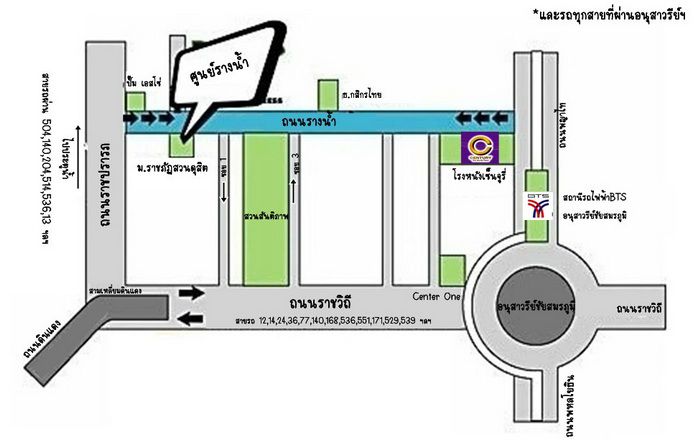 *และรถทุกสายที่ผ่านอนุสาวรีย์ฯ
ศูนย์รางน้ำ
ปั๊ม เอสโซ่
ธ.กสิกรไทย
ถนนรางน้ำ
ม.ราชภัฏสวนดุสิต
CENTURY
โรงหนังเซ็นจูรี่
ถนนพญาไท
สายรถผ่าน 504,140,204,514,536,13 ฯลฯ
ไปประตูน้ำ
ถนนราชปรารภ
ซอย 1
สวนสันติภาพ
ซอย 3
BTS
สถานีรถไฟฟ้าBTS
อนุสาวรีย์ชัยสมรภูมิ
สามเหลี่ยมดินแดง
ถนนดินแดง
ถนนราชวิถี
Center One
อนุสาวรีย์ชัยสมรภูมิ
ถนนราชวิถี
สายรถ 12,14,24,36,77,140,168,536,551,171,529,539 ฯลฯ
ถนนพหลโยธิน